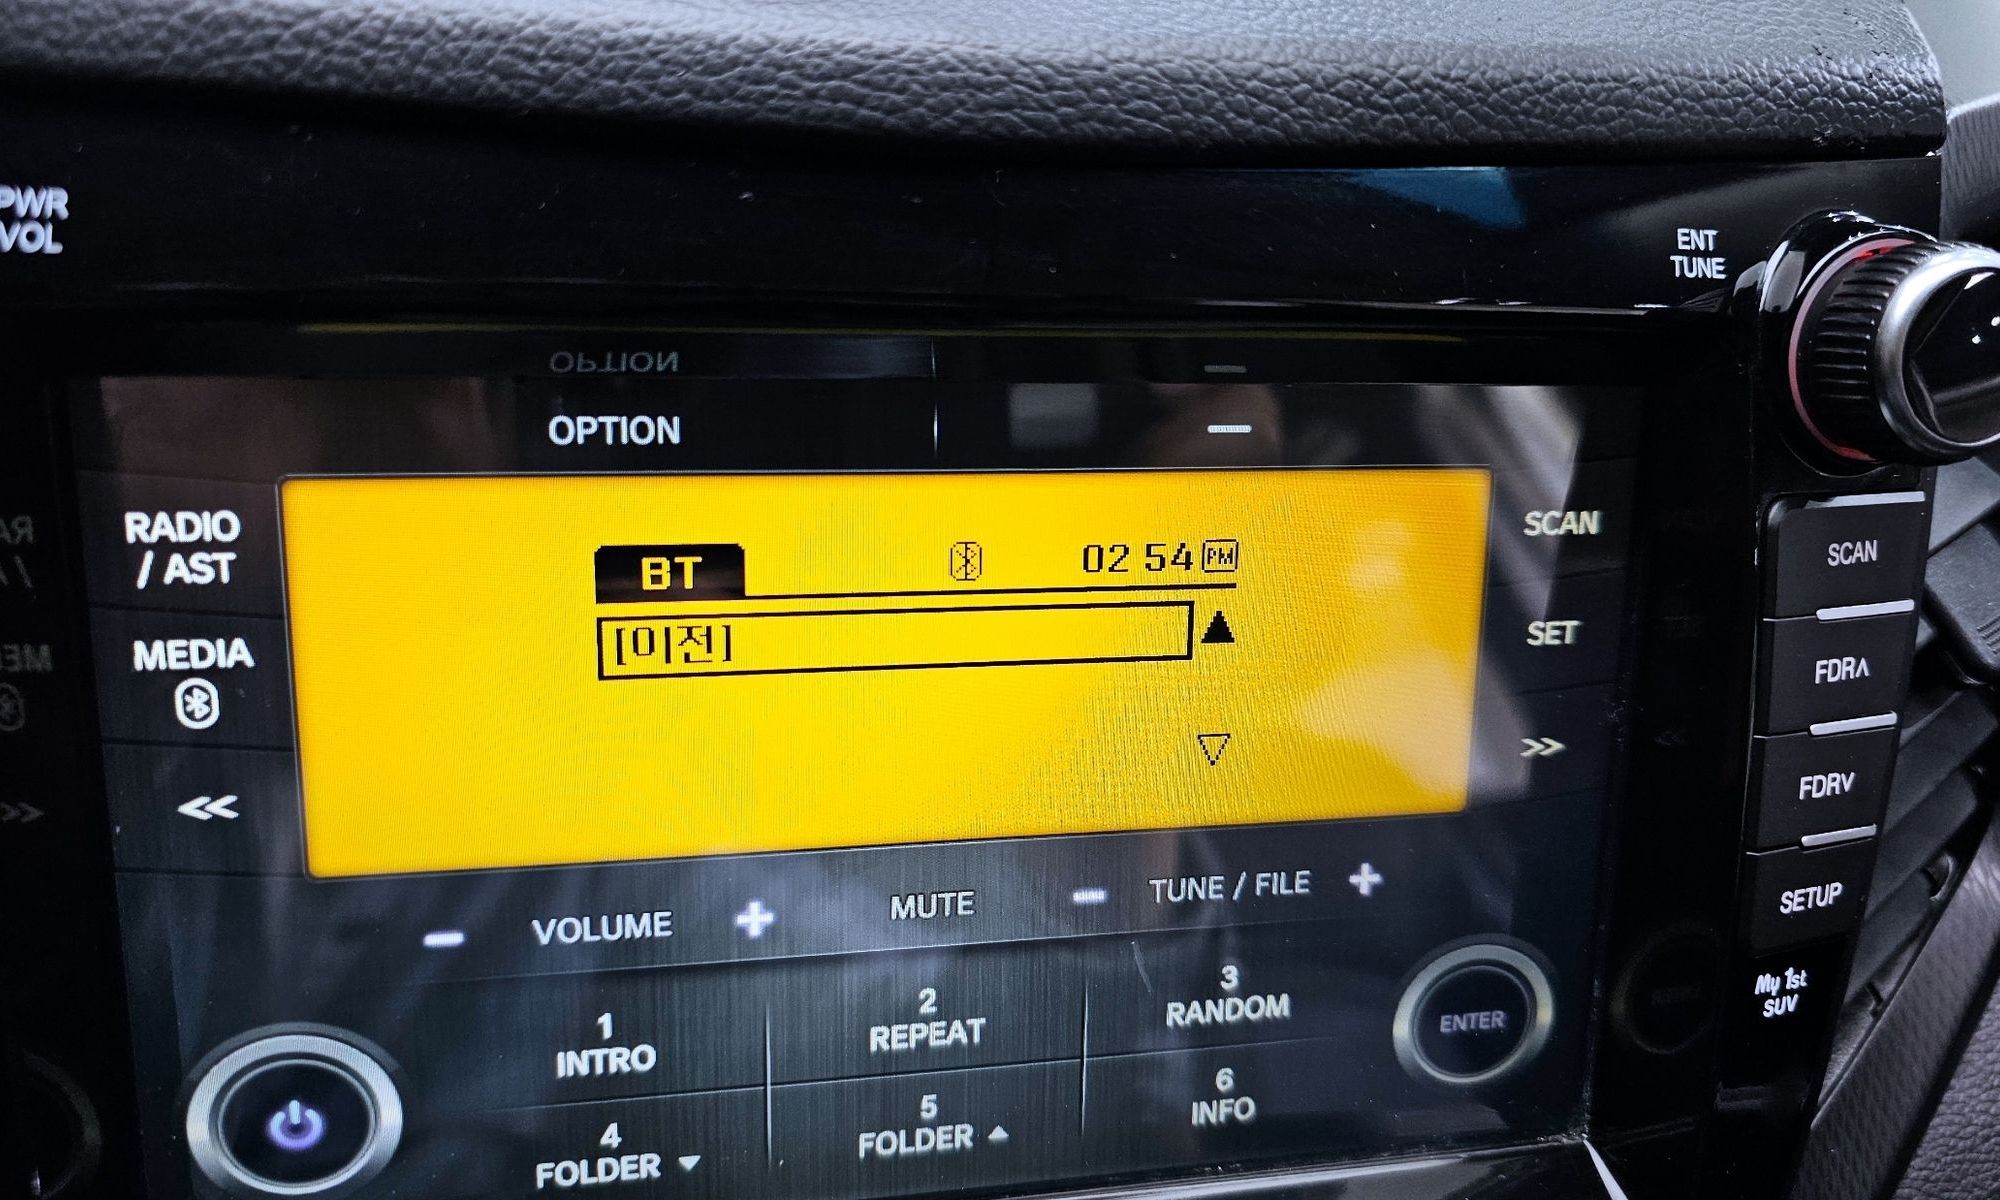 PWR
VOL
ENT
TUNE
OPTION
OPTION
RADIO
/ AST
MEDIA
BT
02 54 PM
[이전]
SCAN
SET
SCAN
FDR∧
FDR∨
SETUP
My 1st
SUV
− VOLUME +
MUTE
− TUNE / FILE +
1
INTRO
2
REPEAT
3
RANDOM
4
FOLDER ▼
5
FOLDER ▲
6
INFO
ENTER